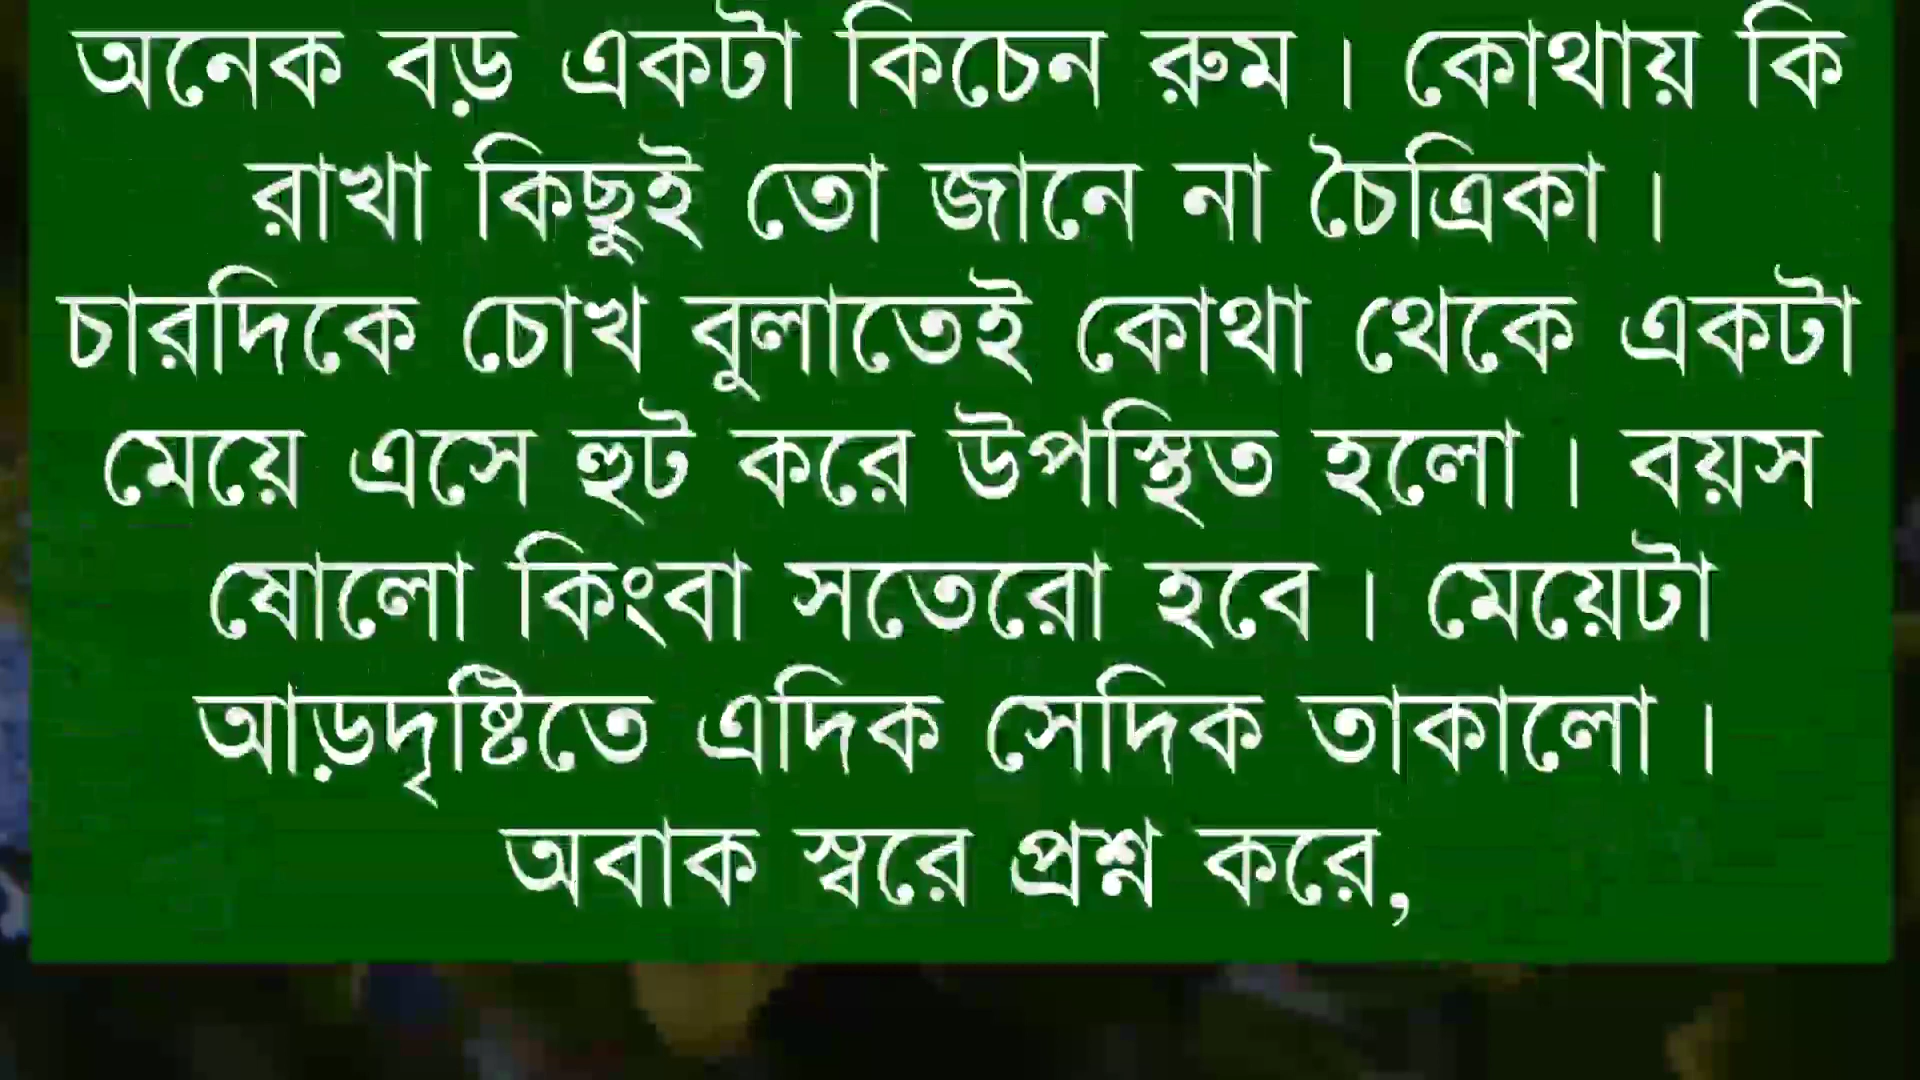 অনেক বড় একটা কিচেন রুম। কোথায় কি
রাখা কিছুই তো জানে না চৈত্রিকা।
চারদিকে চোখ বুলাতেই কোথা থেকে একটা
মেয়ে এসে হুট করে উপস্থিত হলো। বয়স
ষোলো কিংবা সতেরো হবে। মেয়েটা
আড়দৃষ্টিতে এদিক সেদিক তাকালো।
অবাক স্বরে প্রশ্ন করে,